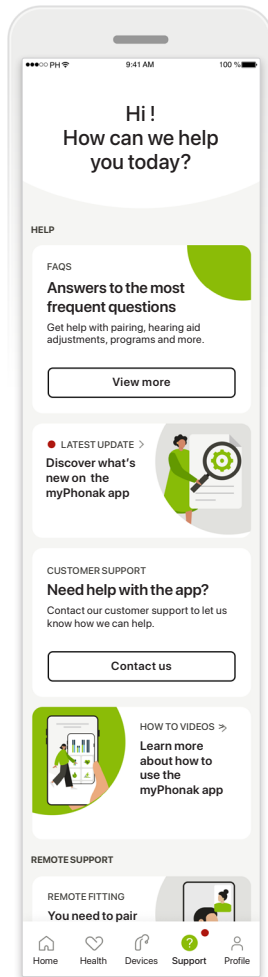 PH 9:41 AM 100 %
Hi !
How can we help
you today?
HELP
FAQS
Answers to the most
frequent questions
Get help with pairing, hearing aid
adjustments, programs and more.
View more
LATEST UPDATE
Discover what's
new on the
myPhonak app
CUSTOMER SUPPORT
Need help with the app?
Contact our customer support to let us
know how we can help.
Contact us
HOW TO VIDEOS
Learn more
about how to
use the
myPhonak app
REMOTE SUPPORT
REMOTE FITTING
You need to pair
?
Home Health Devices Support Profile